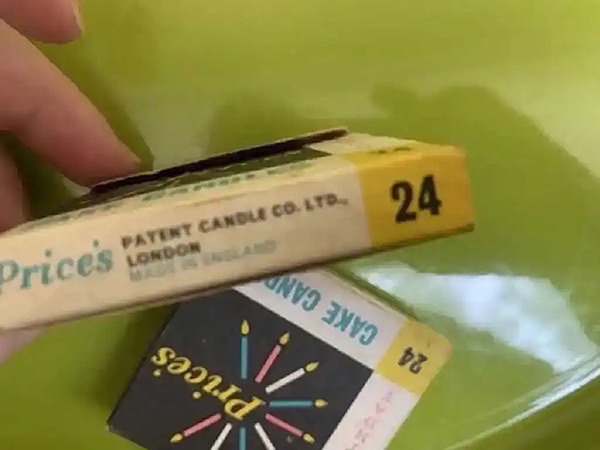 Price's
PATENT CANDLE CO. LTD.,
LONDON
MADE IN ENGLAND
24
CAKE CAND
24
Price's